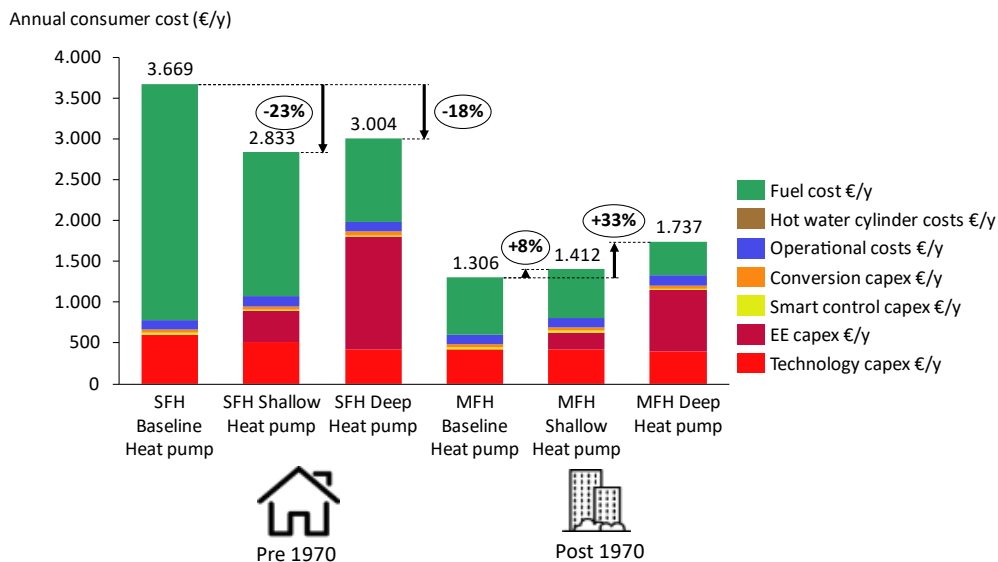 Annual consumer cost (€/y)
4.000
3.500
3.000
2.500
2.000
1.500
1.000
500
0
3.669
-23%
2.833
3.004
-18%
1.306
+8%
1.412
+33%
1.737
SFH
Baseline
Heat pump
SFH Shallow
Heat pump
SFH Deep
Heat pump
MFH
Baseline
Heat pump
MFH
Shallow
Heat pump
MFH Deep
Heat pump
Pre 1970
Post 1970
Fuel cost €/y
Hot water cylinder costs €/y
Operational costs €/y
Conversion capex €/y
Smart control capex €/y
EE capex €/y
Technology capex €/y